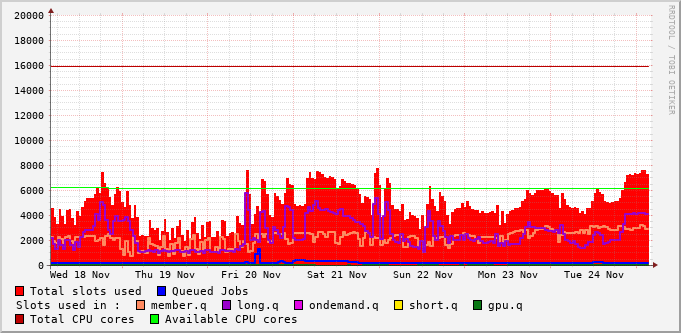 20000
18000
16000
14000
12000
10000
8000
6000
4000
2000
0
Wed 18 Nov Thu 19 Nov Fri 20 Nov Sat 21 Nov Sun 22 Nov Mon 23 Nov Tue 24 Nov
Total slots used Queued Jobs
Slots used in : member.q long.q ondemand.q short.q gpu.q
Total CPU cores Available CPU cores
RRDTOOL / TOBI OETIKER